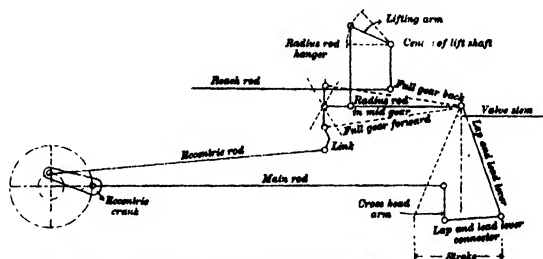 Lifting arm
Radius rod
hanger
of lift shaft
Reach rod
Full gear back
Radius rod
in mid gear
Full gear forward
Valve stem
Eccentric rod
Link
Lap and lead lever
Main rod
Eccentric
crank
Cross head
arm
Lap and lead lever
connector
Stroke